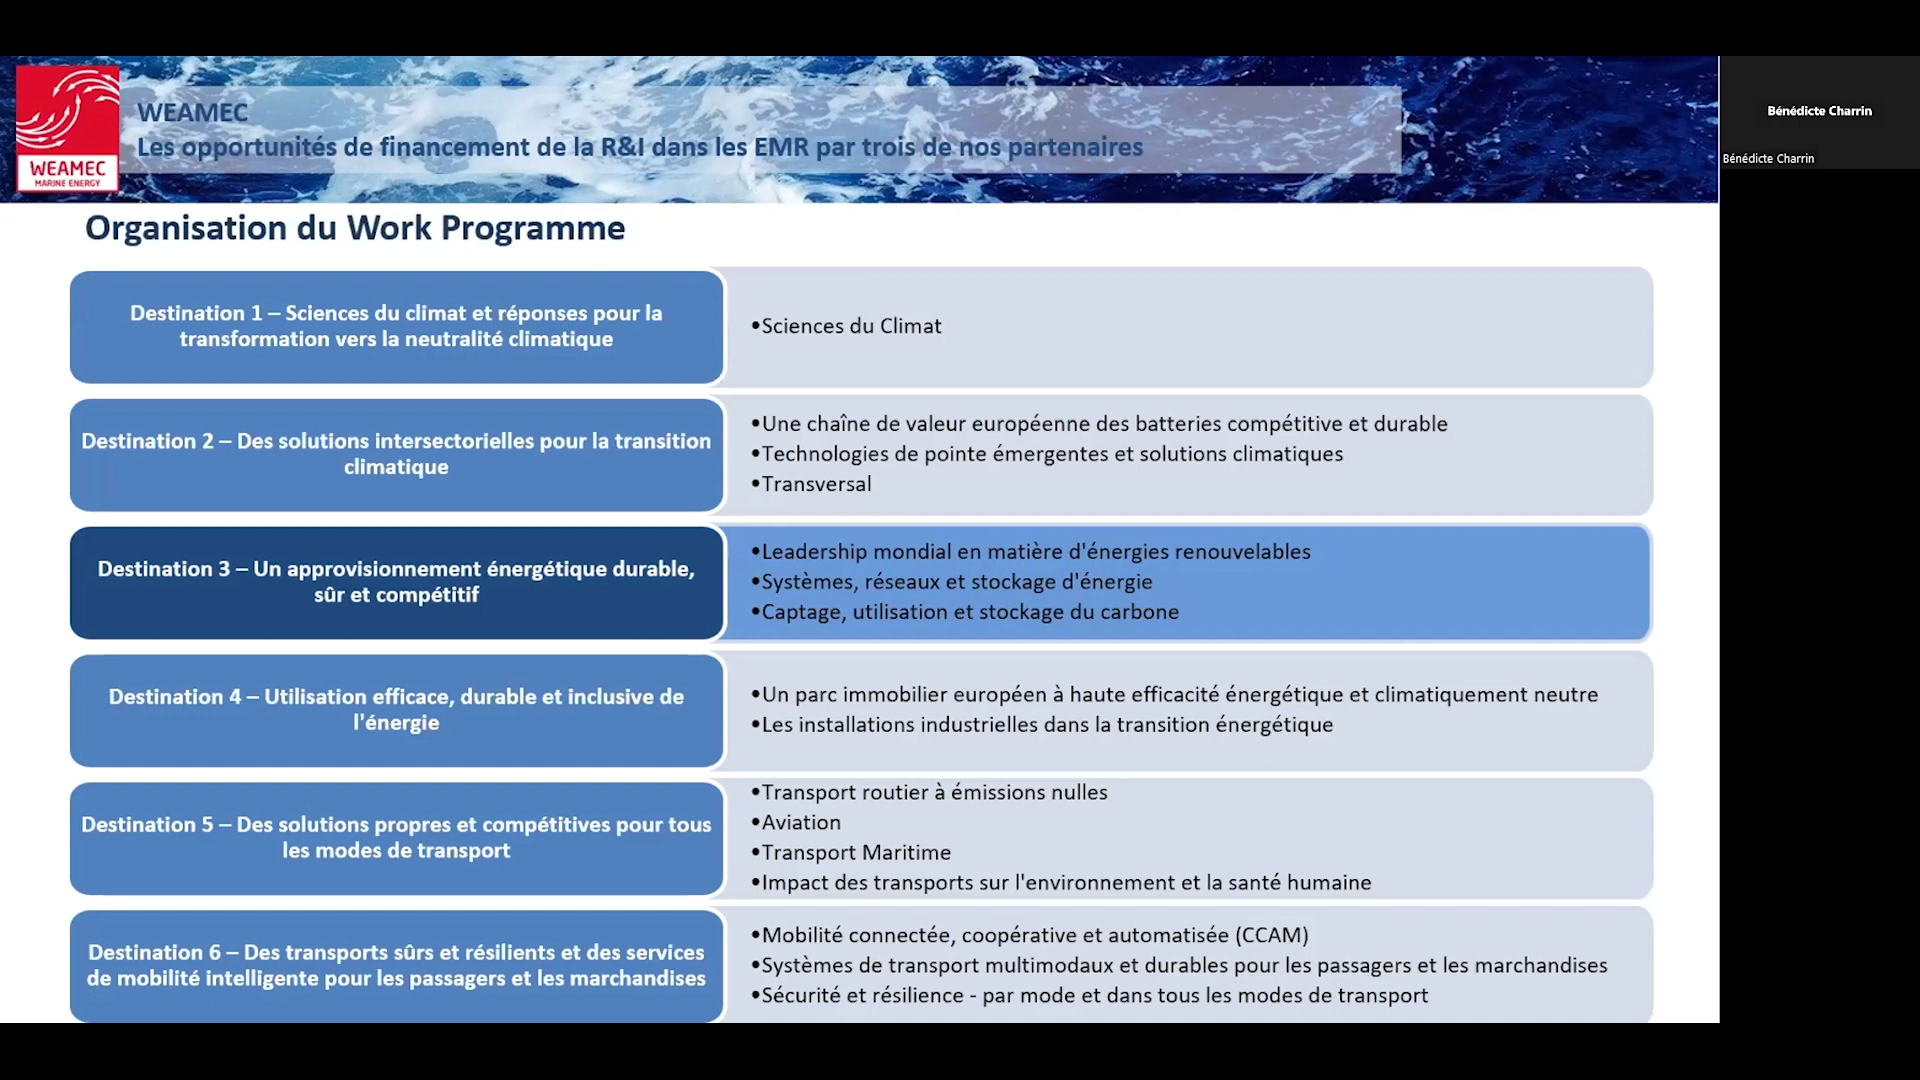 WEAMEC
MARINE ENERGY
WEAMEC
Les opportunités de financement de la R&I dans les EMR par trois de nos partenaires
Bénédicte Charrin
Bénédicte Charrin
Organisation du Work Programme
Destination 1 – Sciences du climat et réponses pour la
transformation vers la neutralité climatique
•Sciences du Climat
Destination 2 – Des solutions intersectorielles pour la transition
climatique
•Une chaîne de valeur européenne des batteries compétitive et durable
•Technologies de pointe émergentes et solutions climatiques
•Transversal
Destination 3 – Un approvisionnement énergétique durable,
sûr et compétitif
•Leadership mondial en matière d'énergies renouvelables
•Systèmes, réseaux et stockage d'énergie
•Captage, utilisation et stockage du carbone
Destination 4 – Utilisation efficace, durable et inclusive de
l'énergie
•Un parc immobilier européen à haute efficacité énergétique et climatiquement neutre
•Les installations industrielles dans la transition énergétique
Destination 5 – Des solutions propres et compétitives pour tous
les modes de transport
•Transport routier à émissions nulles
•Aviation
•Transport Maritime
•Impact des transports sur l'environnement et la santé humaine
Destination 6 – Des transports sûrs et résilients et des services
de mobilité intelligente pour les passagers et les marchandises
•Mobilité connectée, coopérative et automatisée (CCAM)
•Systèmes de transport multimodaux et durables pour les passagers et les marchandises
•Sécurité et résilience - par mode et dans tous les modes de transport